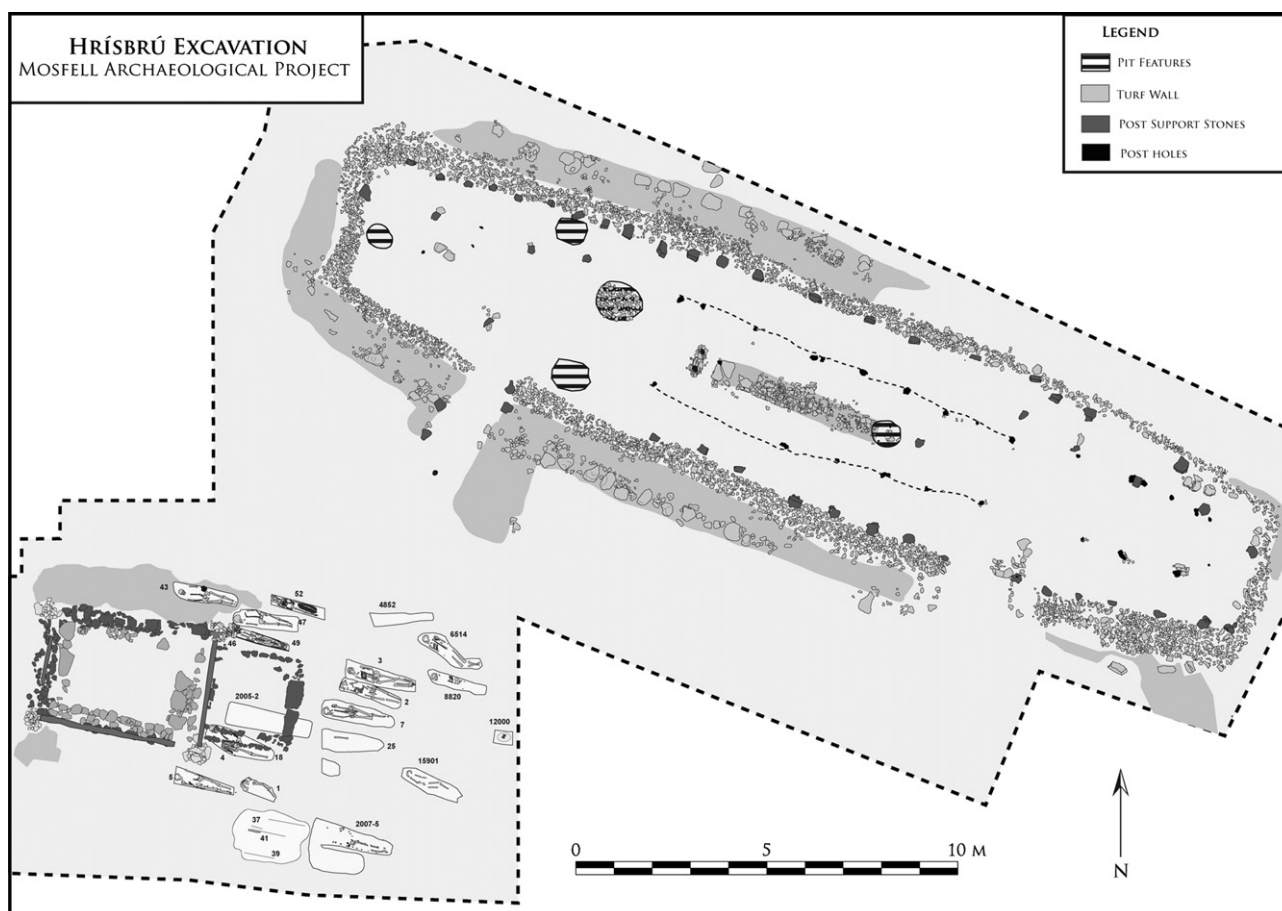 HRÍSBRÚ EXCAVATION
MOSFELL ARCHAEOLOGICAL PROJECT
LEGEND
PIT FEATURES
TURF WALL
POST SUPPORT STONES
POST HOLES
43
52
47
46
49
4852
6514
3
2
8820
2005-2
7
12000
25
4
18
15901
5
1
37
41
39
2007-5
0 5 10 M
N